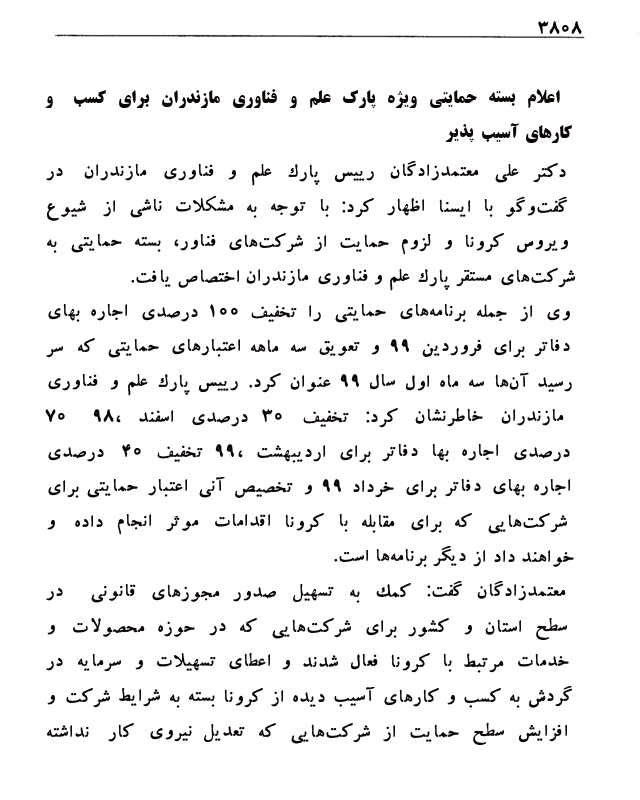 ۳۸۰۸
اعلام بسته حمایتی ویژه پارک علم و فناوری مازندران برای کسب و
کارهای آسیب پذیر
دکتر علی معتمدزادگان رییس پارك علم و فناوری مازندران در
گفت‌وگو با ایسنا اظهار کرد: با توجه به مشکلات ناشی از شیوع
ویروس کرونا و لزوم حمایت از شرکت‌های فناور، بسته حمایتی به
شرکت‌های مستقر پارك علم و فناوری مازندران اختصاص یافت.
وی از جمله برنامه‌های حمایتی را تخفیف ۱۰۰ درصدی اجاره بهای
دفاتر برای فروردین ۹۹ و تعویق سه ماهه اعتبارهای حمایتی که سر
رسید آن‌ها سه ماه اول سال ۹۹ عنوان کرد. رییس پارك علم و فناوری
مازندران خاطرنشان کرد: تخفیف ۳۰ درصدی اسفند ،۹۸ ۷۰
درصدی اجاره بها دفاتر برای اردیبهشت ،۹۹ تخفیف ۴۰ درصدی
اجاره بهای دفاتر برای خرداد ۹۹ و تخصیص آنی اعتبار حمایتی برای
شرکت‌هایی که برای مقابله با کرونا اقدامات موثر انجام داده و
خواهند داد از دیگر برنامه‌ها است.
معتمدزادگان گفت: کمك به تسهیل صدور مجوزهای قانونی در
سطح استان و کشور برای شرکت‌هایی که در حوزه محصولات و
خدمات مرتبط با کرونا فعال شدند و اعطای تسهیلات و سرمایه در
گردش به کسب و کارهای آسیب دیده از کرونا بسته به شرایط شرکت و
افزایش سطح حمایت از شرکت‌هایی که تعدیل نیروی کار نداشته